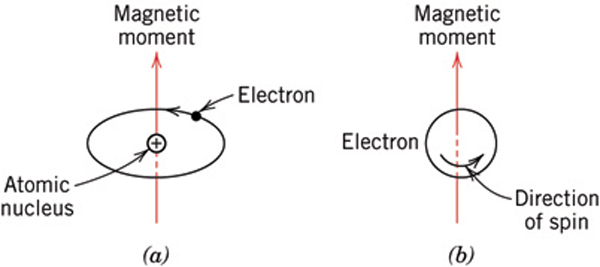 Magnetic
moment
Electron
+
Atomic
nucleus
(a)
Magnetic
moment
Electron
Direction
of spin
(b)